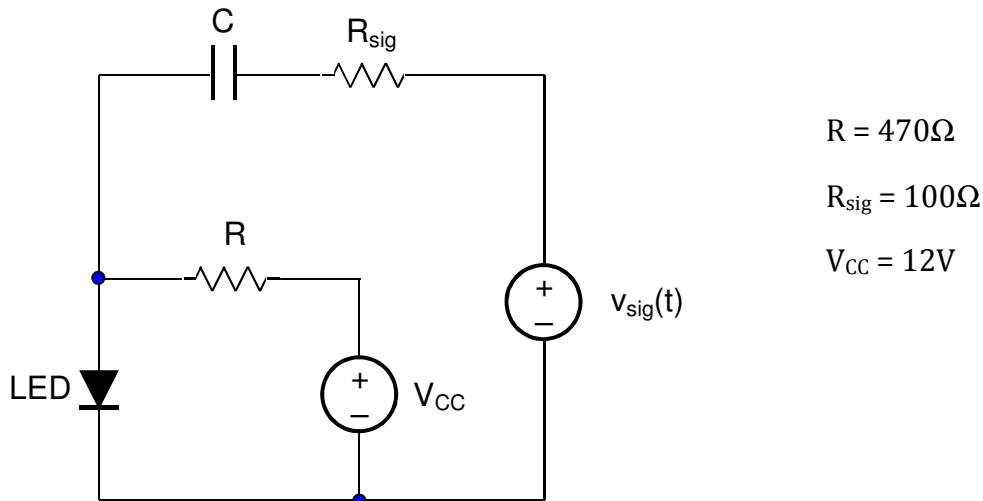 C
R_sig
R = 470Ω
R_sig = 100Ω
R
V_CC = 12V
+
−
v_sig(t)
LED
+
−
V_CC